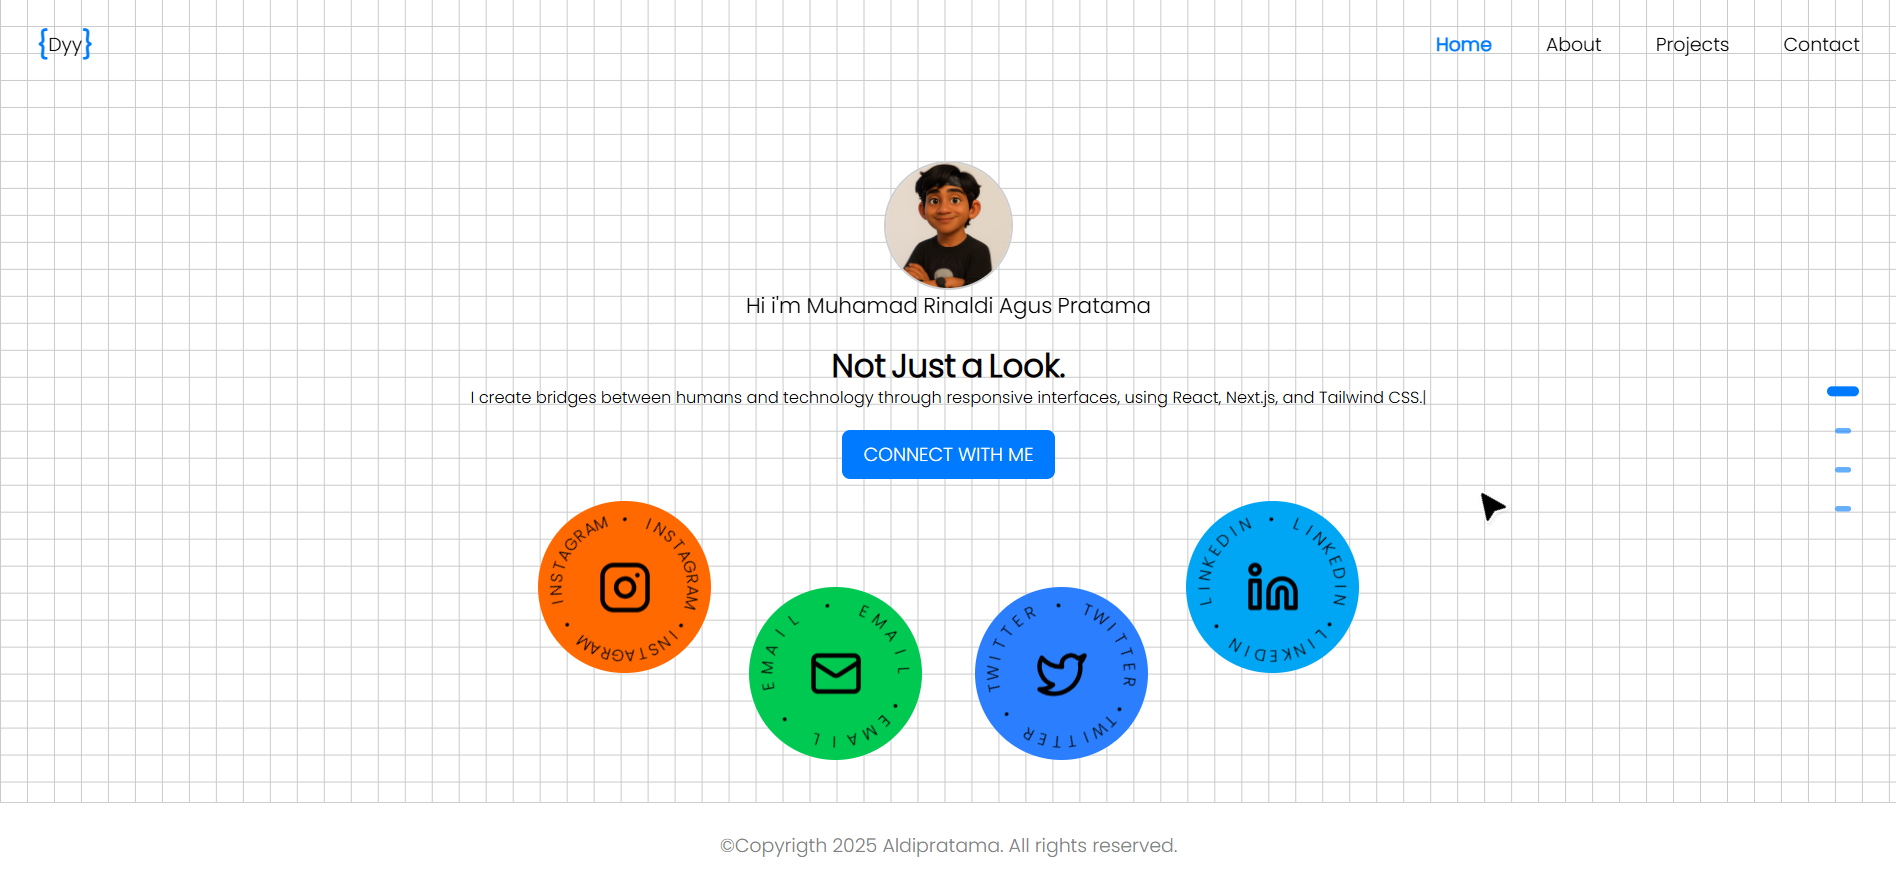 {Dyy}
Home About Projects Contact
Hi i'm Muhamad Rinaldi Agus Pratama
Not Just a Look.
I create bridges between humans and technology through responsive interfaces, using React, Next.js, and Tailwind CSS.|
CONNECT WITH ME
INSTAGRAM • INSTAGRAM • INSTAGRAM •
EMAIL • EMAIL • EMAIL •
TWITTER • TWITTER • TWITTER •
LINKEDIN • LINKEDIN • LINKEDIN •
in
©Copyrigth 2025 Aldipratama. All rights reserved.